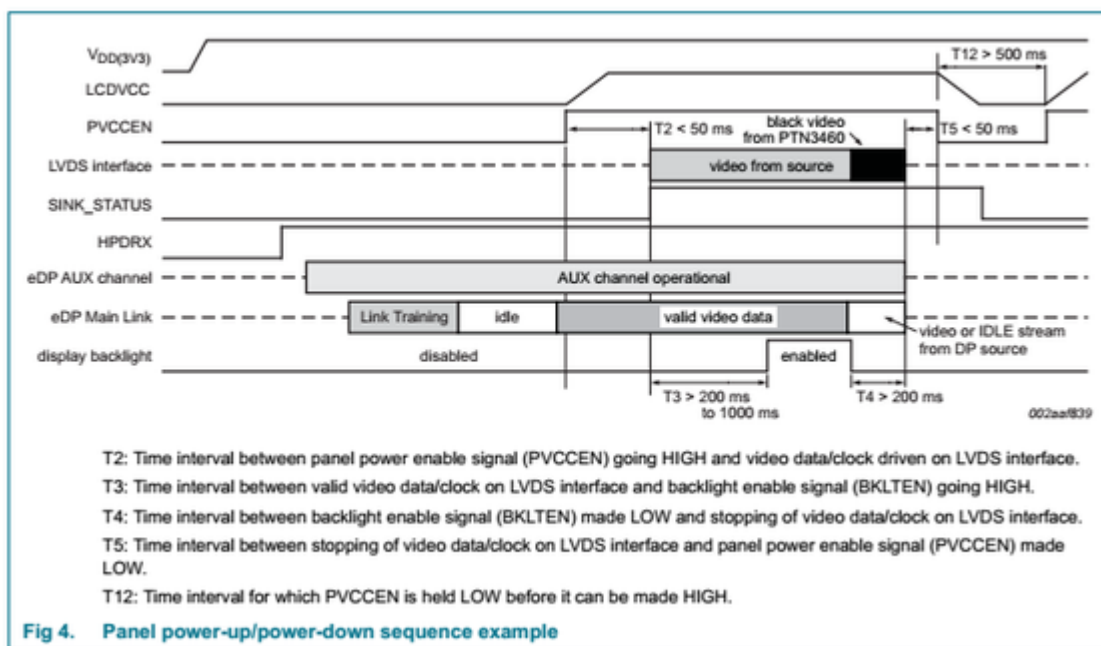 VDD(3V3)
T12 > 500 ms
LCDVCC
PVCCEN
T2 < 50 ms
black video
from PTN3460
T5 < 50 ms
LVDS interface
video from source
SINK_STATUS
HPDRX
eDP AUX channel
AUX channel operational
eDP Main Link
Link Training
idle
valid video data
video or IDLE stream
from DP source
display backlight
disabled
enabled
T3 > 200 ms
to 1000 ms
T4 > 200 ms
002aaf839
T2: Time interval between panel power enable signal (PVCCEN) going HIGH and video data/clock driven on LVDS interface.
T3: Time interval between valid video data/clock on LVDS interface and backlight enable signal (BKLTEN) going HIGH.
T4: Time interval between backlight enable signal (BKLTEN) made LOW and stopping of video data/clock on LVDS interface.
T5: Time interval between stopping of video data/clock on LVDS interface and panel power enable signal (PVCCEN) made
LOW.
T12: Time interval for which PVCCEN is held LOW before it can be made HIGH.
Fig 4. Panel power-up/power-down sequence example